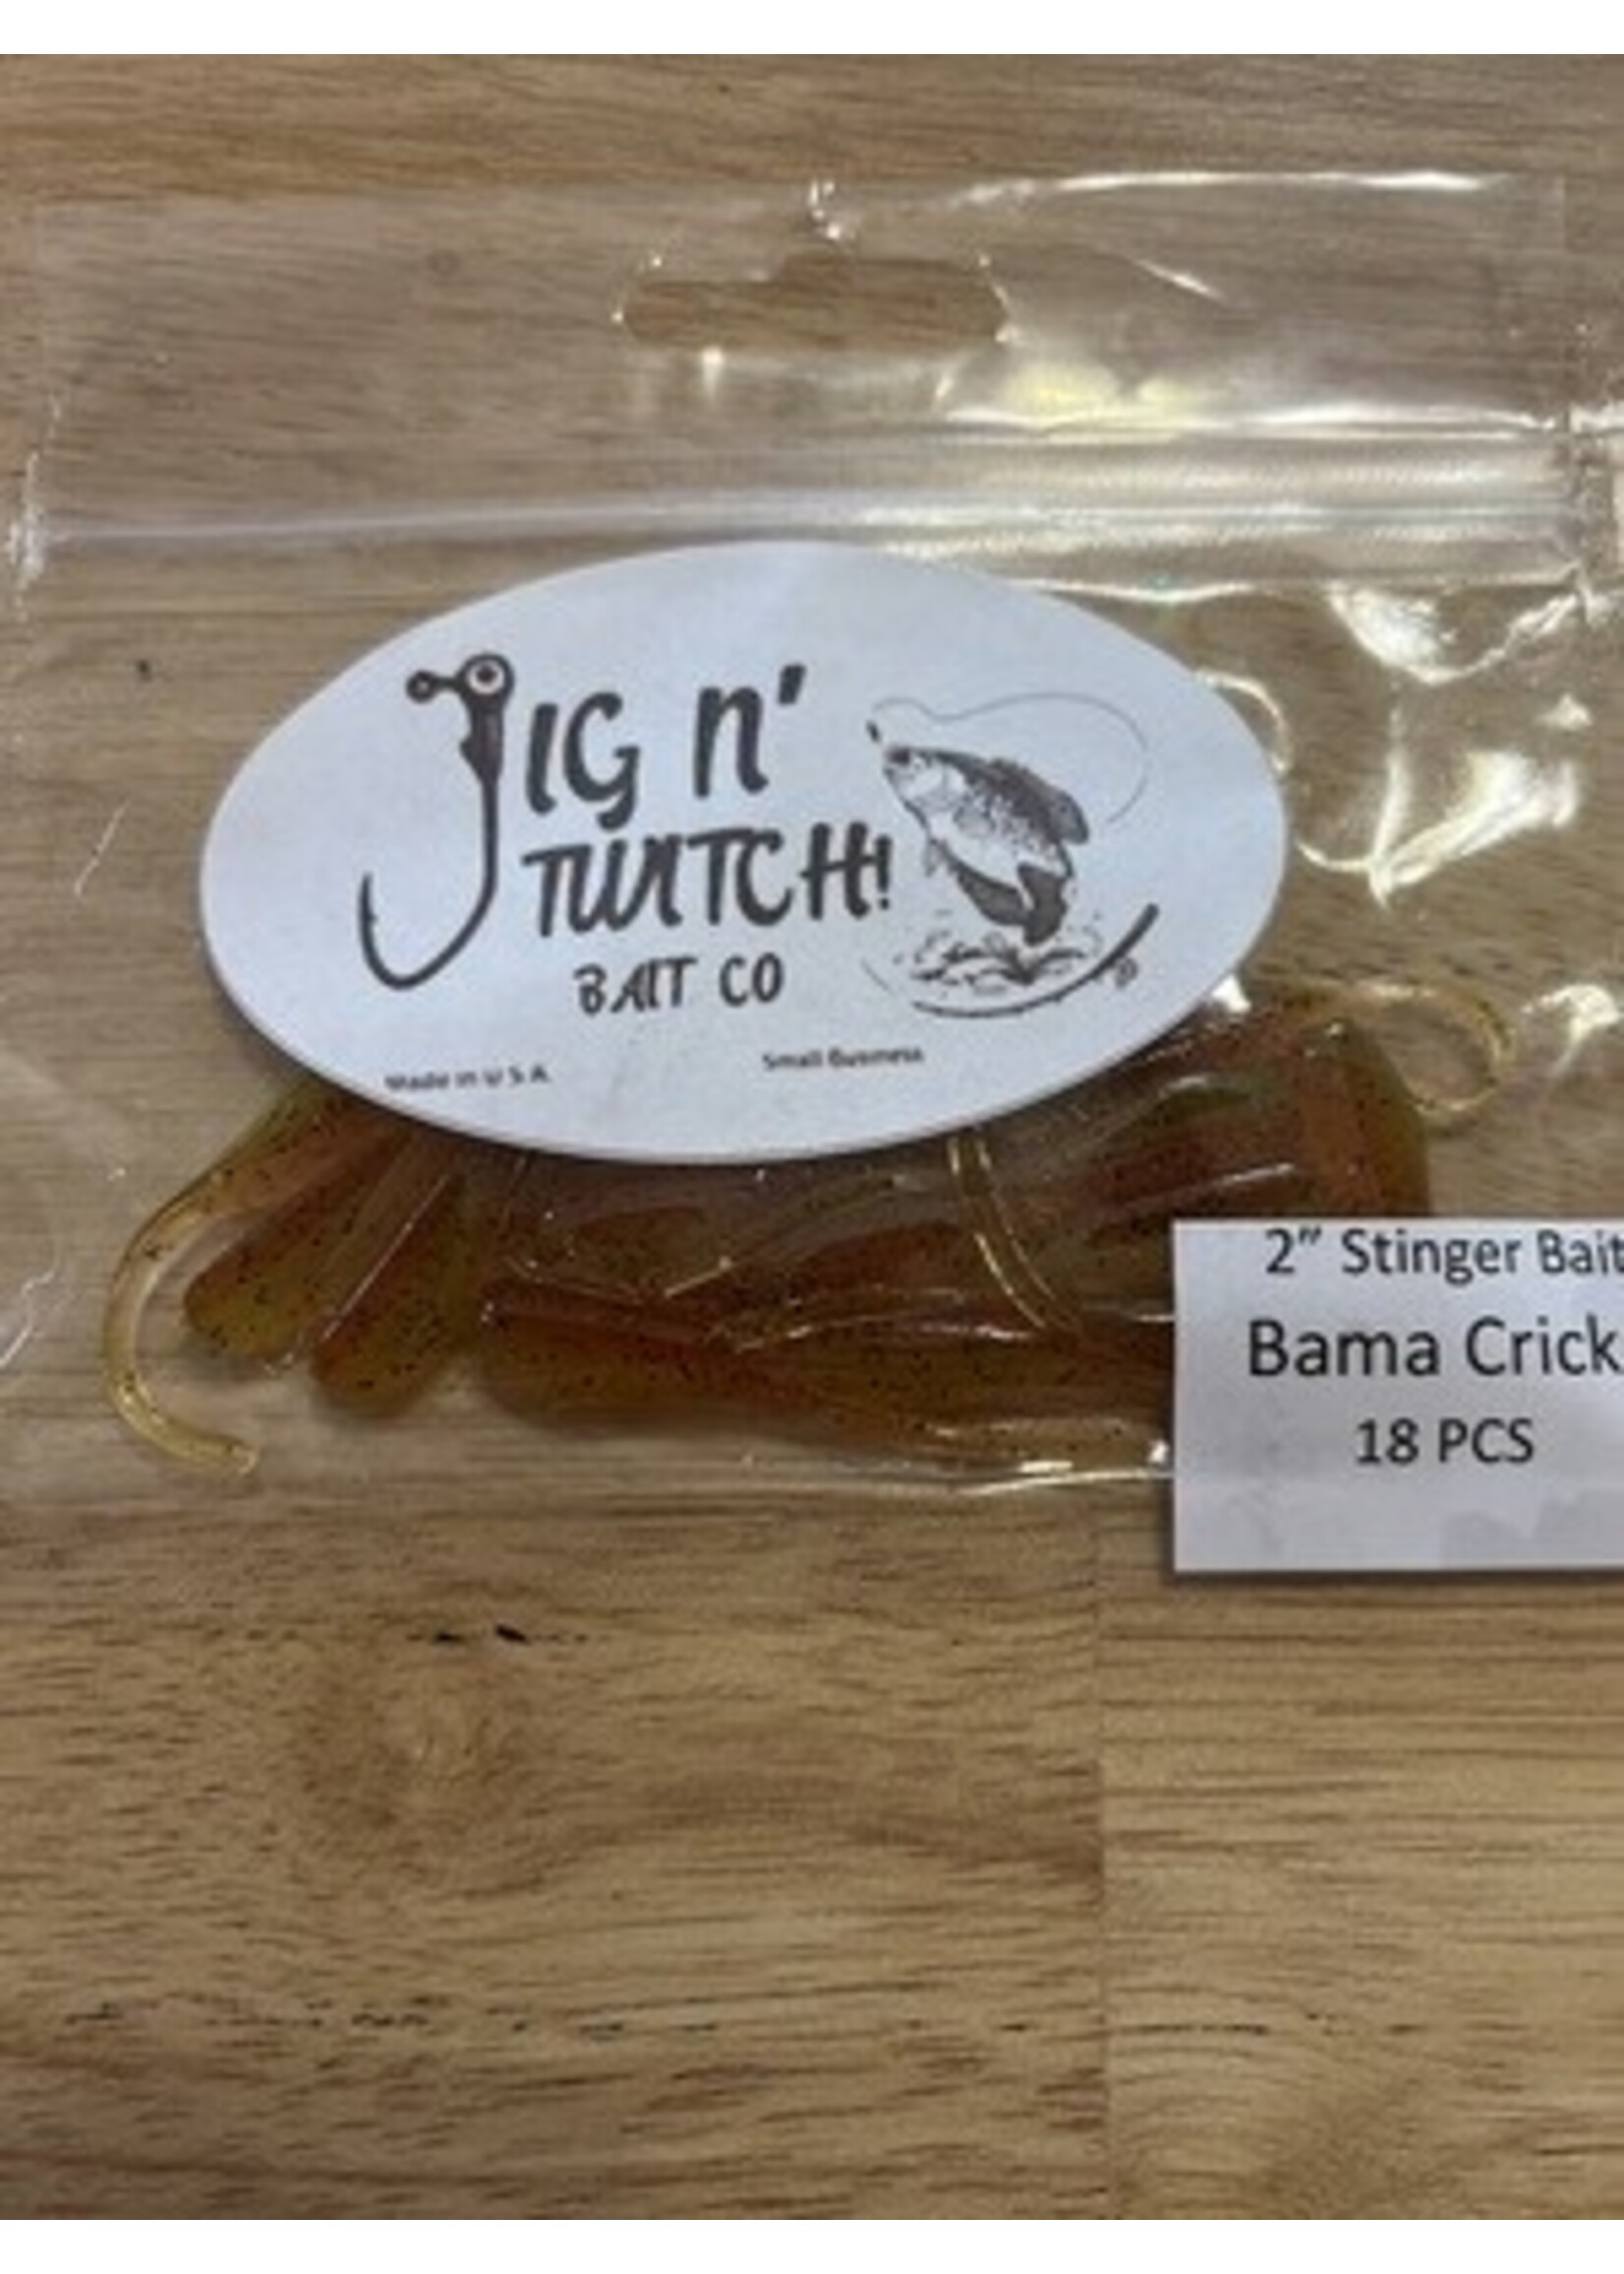 JIG N'
TWITCH!
BAIT CO
Made in U S A
Small Business
2" Stinger Bait
Bama Crick
18 PCS